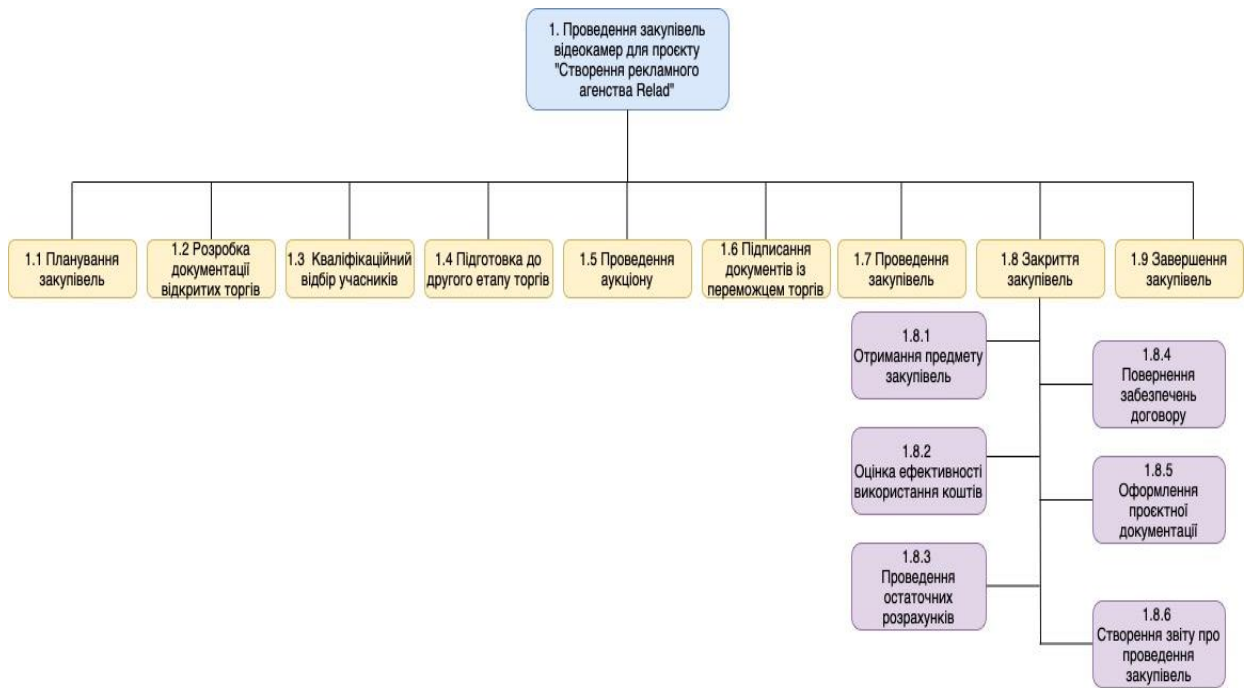 1. Проведення закупівель
відеокамер для проєкту
"Створення рекламного
агенства Relad"
1.1 Планування
закупівель
1.2 Розробка
документації
відкритих торгів
1.3 Кваліфікаційний
відбір учасників
1.4 Підготовка до
другого етапу торгів
1.5 Проведення
аукціону
1.6 Підписання
документів із
переможцем торгів
1.7 Проведення
закупівель
1.8 Закриття
закупівель
1.9 Завершення
закупівель
1.8.1
Отримання предмету
закупівель
1.8.2
Оцінка ефективності
використання коштів
1.8.3
Проведення
остаточних
розрахунків
1.8.4
Повернення
забезпечень
договору
1.8.5
Оформлення
проєктної
документації
1.8.6
Створення звіту про
проведення
закупівель